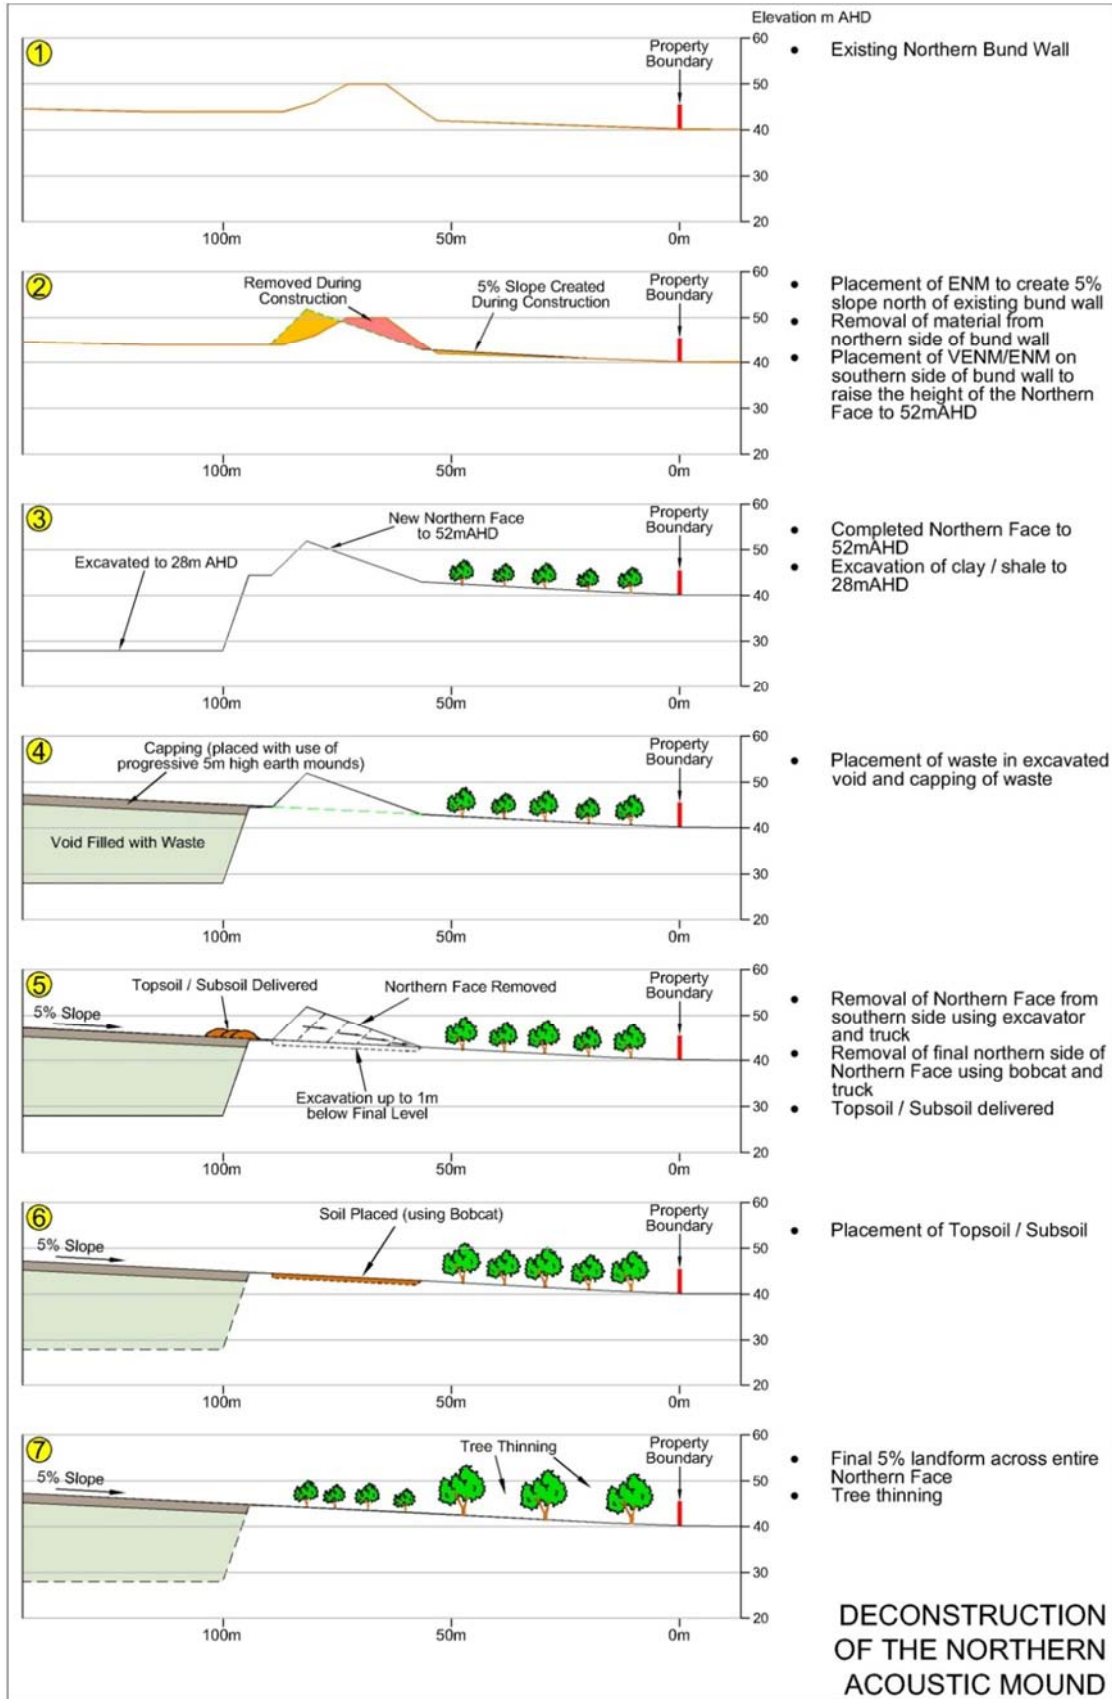 Elevation m AHD
1
Property
Boundary
60
50
40
30
20
100m
50m
0m
• Existing Northern Bund Wall
2
Removed During
Construction
5% Slope Created
During Construction
Property
Boundary
60
50
40
30
20
100m
50m
0m
• Placement of ENM to create 5%
slope north of existing bund wall
• Removal of material from
northern side of bund wall
• Placement of VENM/ENM on
southern side of bund wall to
raise the height of the Northern
Face to 52mAHD
3
Excavated to 28m AHD
New Northern Face
to 52mAHD
Property
Boundary
60
50
40
30
20
100m
50m
0m
• Completed Northern Face to
52mAHD
• Excavation of clay / shale to
28mAHD
4
Capping (placed with use of
progressive 5m high earth mounds)
Void Filled with Waste
Property
Boundary
60
50
40
30
20
100m
50m
0m
• Placement of waste in excavated
void and capping of waste
5
5% Slope
Topsoil / Subsoil Delivered
Northern Face Removed
Excavation up to 1m
below Final Level
Property
Boundary
60
50
40
30
20
100m
50m
0m
• Removal of Northern Face from
southern side using excavator
and truck
• Removal of final northern side of
Northern Face using bobcat and
truck
• Topsoil / Subsoil delivered
6
5% Slope
Soil Placed (using Bobcat)
Property
Boundary
60
50
40
30
20
100m
50m
0m
• Placement of Topsoil / Subsoil
7
5% Slope
Tree Thinning
Property
Boundary
60
50
40
30
20
100m
50m
0m
• Final 5% landform across entire
Northern Face
• Tree thinning
DECONSTRUCTION
OF THE NORTHERN
ACOUSTIC MOUND